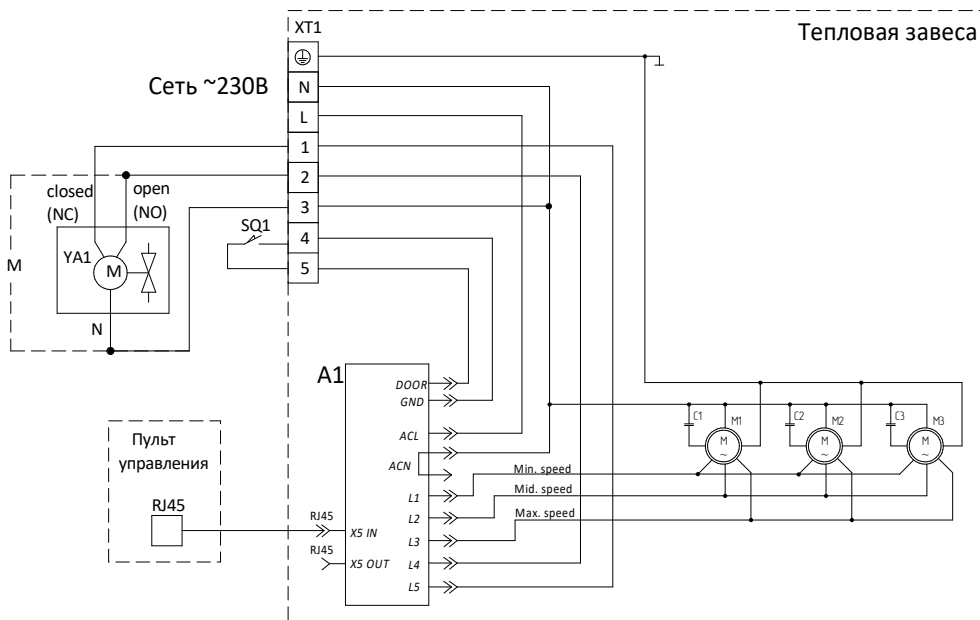 XT1
Тепловая завеса
Сеть ~230В
N
L
1
2
3
4
5
closed
(NC)
open
(NO)
SQ1
YA1
M
M
N
A1
DOOR
GND
ACL
ACN
L1
L2
L3
L4
L5
X5 IN
X5 OUT
Пульт
управления
RJ45
RJ45
RJ45
Min. speed
Mid. speed
Max. speed
C1
M1
C2
M2
C3
M3
M
~
M
~
M
~